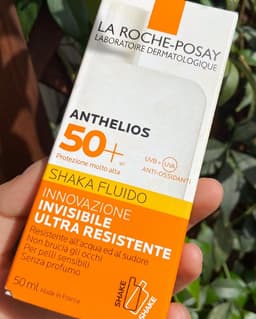 LA ROCHE-POSAY
LABORATOIRE DERMATOLOGIQUE
ANTHELIOS
50+
Protezione molto alta
UVB + UVA
ANTI-OSSIDANTI
SHAKA FLUIDO
INNOVAZIONE
INVISIBILE
ULTRA RESISTENTE
Resistente all'acqua ed al sudore
Non brucia gli occhi
Per pelli sensibili
Senza profumo
50 ml Made in France
SHAKE
SHAKE